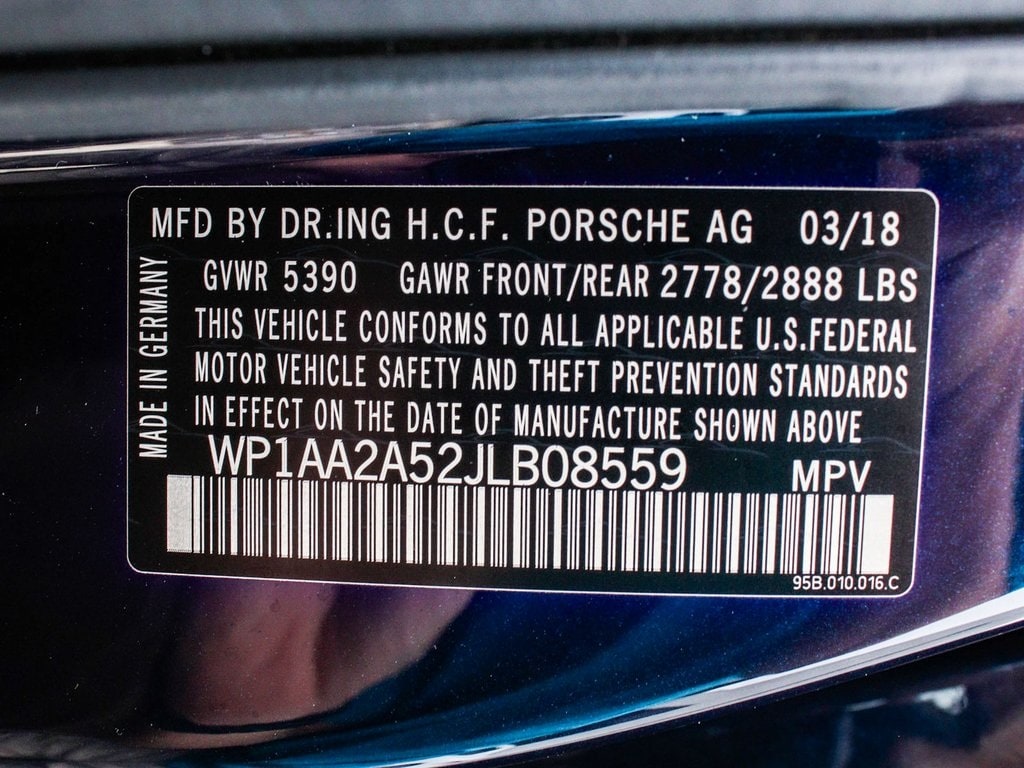 MFD BY DR.ING H.C.F. PORSCHE AG 03/18
GVWR 5390 GAWR FRONT/REAR 2778/2888 LBS
THIS VEHICLE CONFORMS TO ALL APPLICABLE U.S.FEDERAL
MOTOR VEHICLE SAFETY AND THEFT PREVENTION STANDARDS
IN EFFECT ON THE DATE OF MANUFACTURE SHOWN ABOVE
WP1AA2A52JLB08559 MPV
95B.010.016.C
MADE IN GERMANY